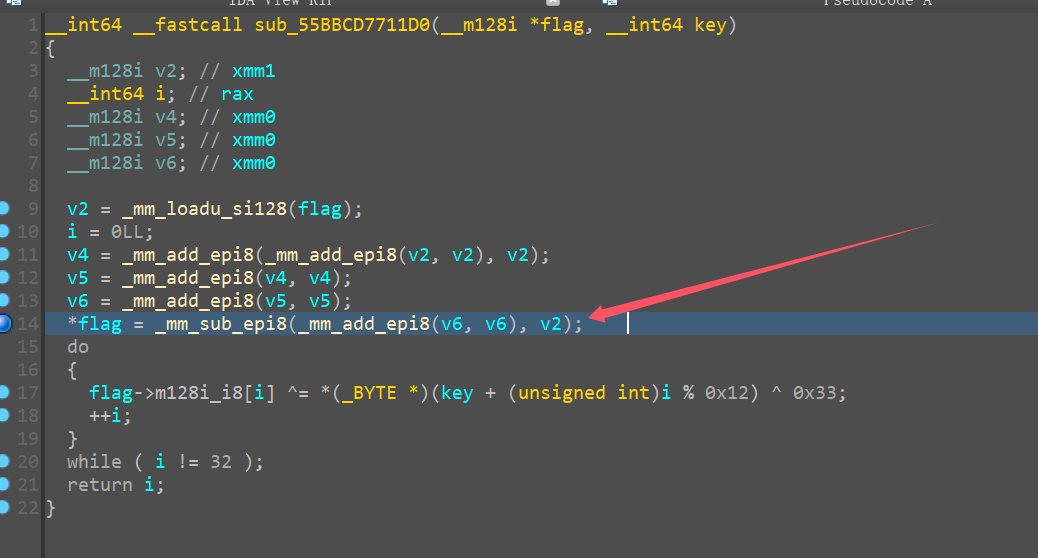 IDA View RIP Pseudocode A
1 __int64 __fastcall sub_55BBCD7711D0(__m128i *flag, __int64 key)
2 {
3 __m128i v2; // xmm1
4 __int64 i; // rax
5 __m128i v4; // xmm0
6 __m128i v5; // xmm0
7 __m128i v6; // xmm0
8
9 v2 = _mm_loadu_si128(flag);
10 i = 0LL;
11 v4 = _mm_add_epi8(_mm_add_epi8(v2, v2), v2);
12 v5 = _mm_add_epi8(v4, v4);
13 v6 = _mm_add_epi8(v5, v5);
14 *flag = _mm_sub_epi8(_mm_add_epi8(v6, v6), v2);
15 do
16 {
17 flag->m128i_i8[i] ^= *(_BYTE *)(key + (unsigned int)i % 0x12) ^ 0x33;
18 ++i;
19 }
20 while ( i != 32 );
21 return i;
22 }